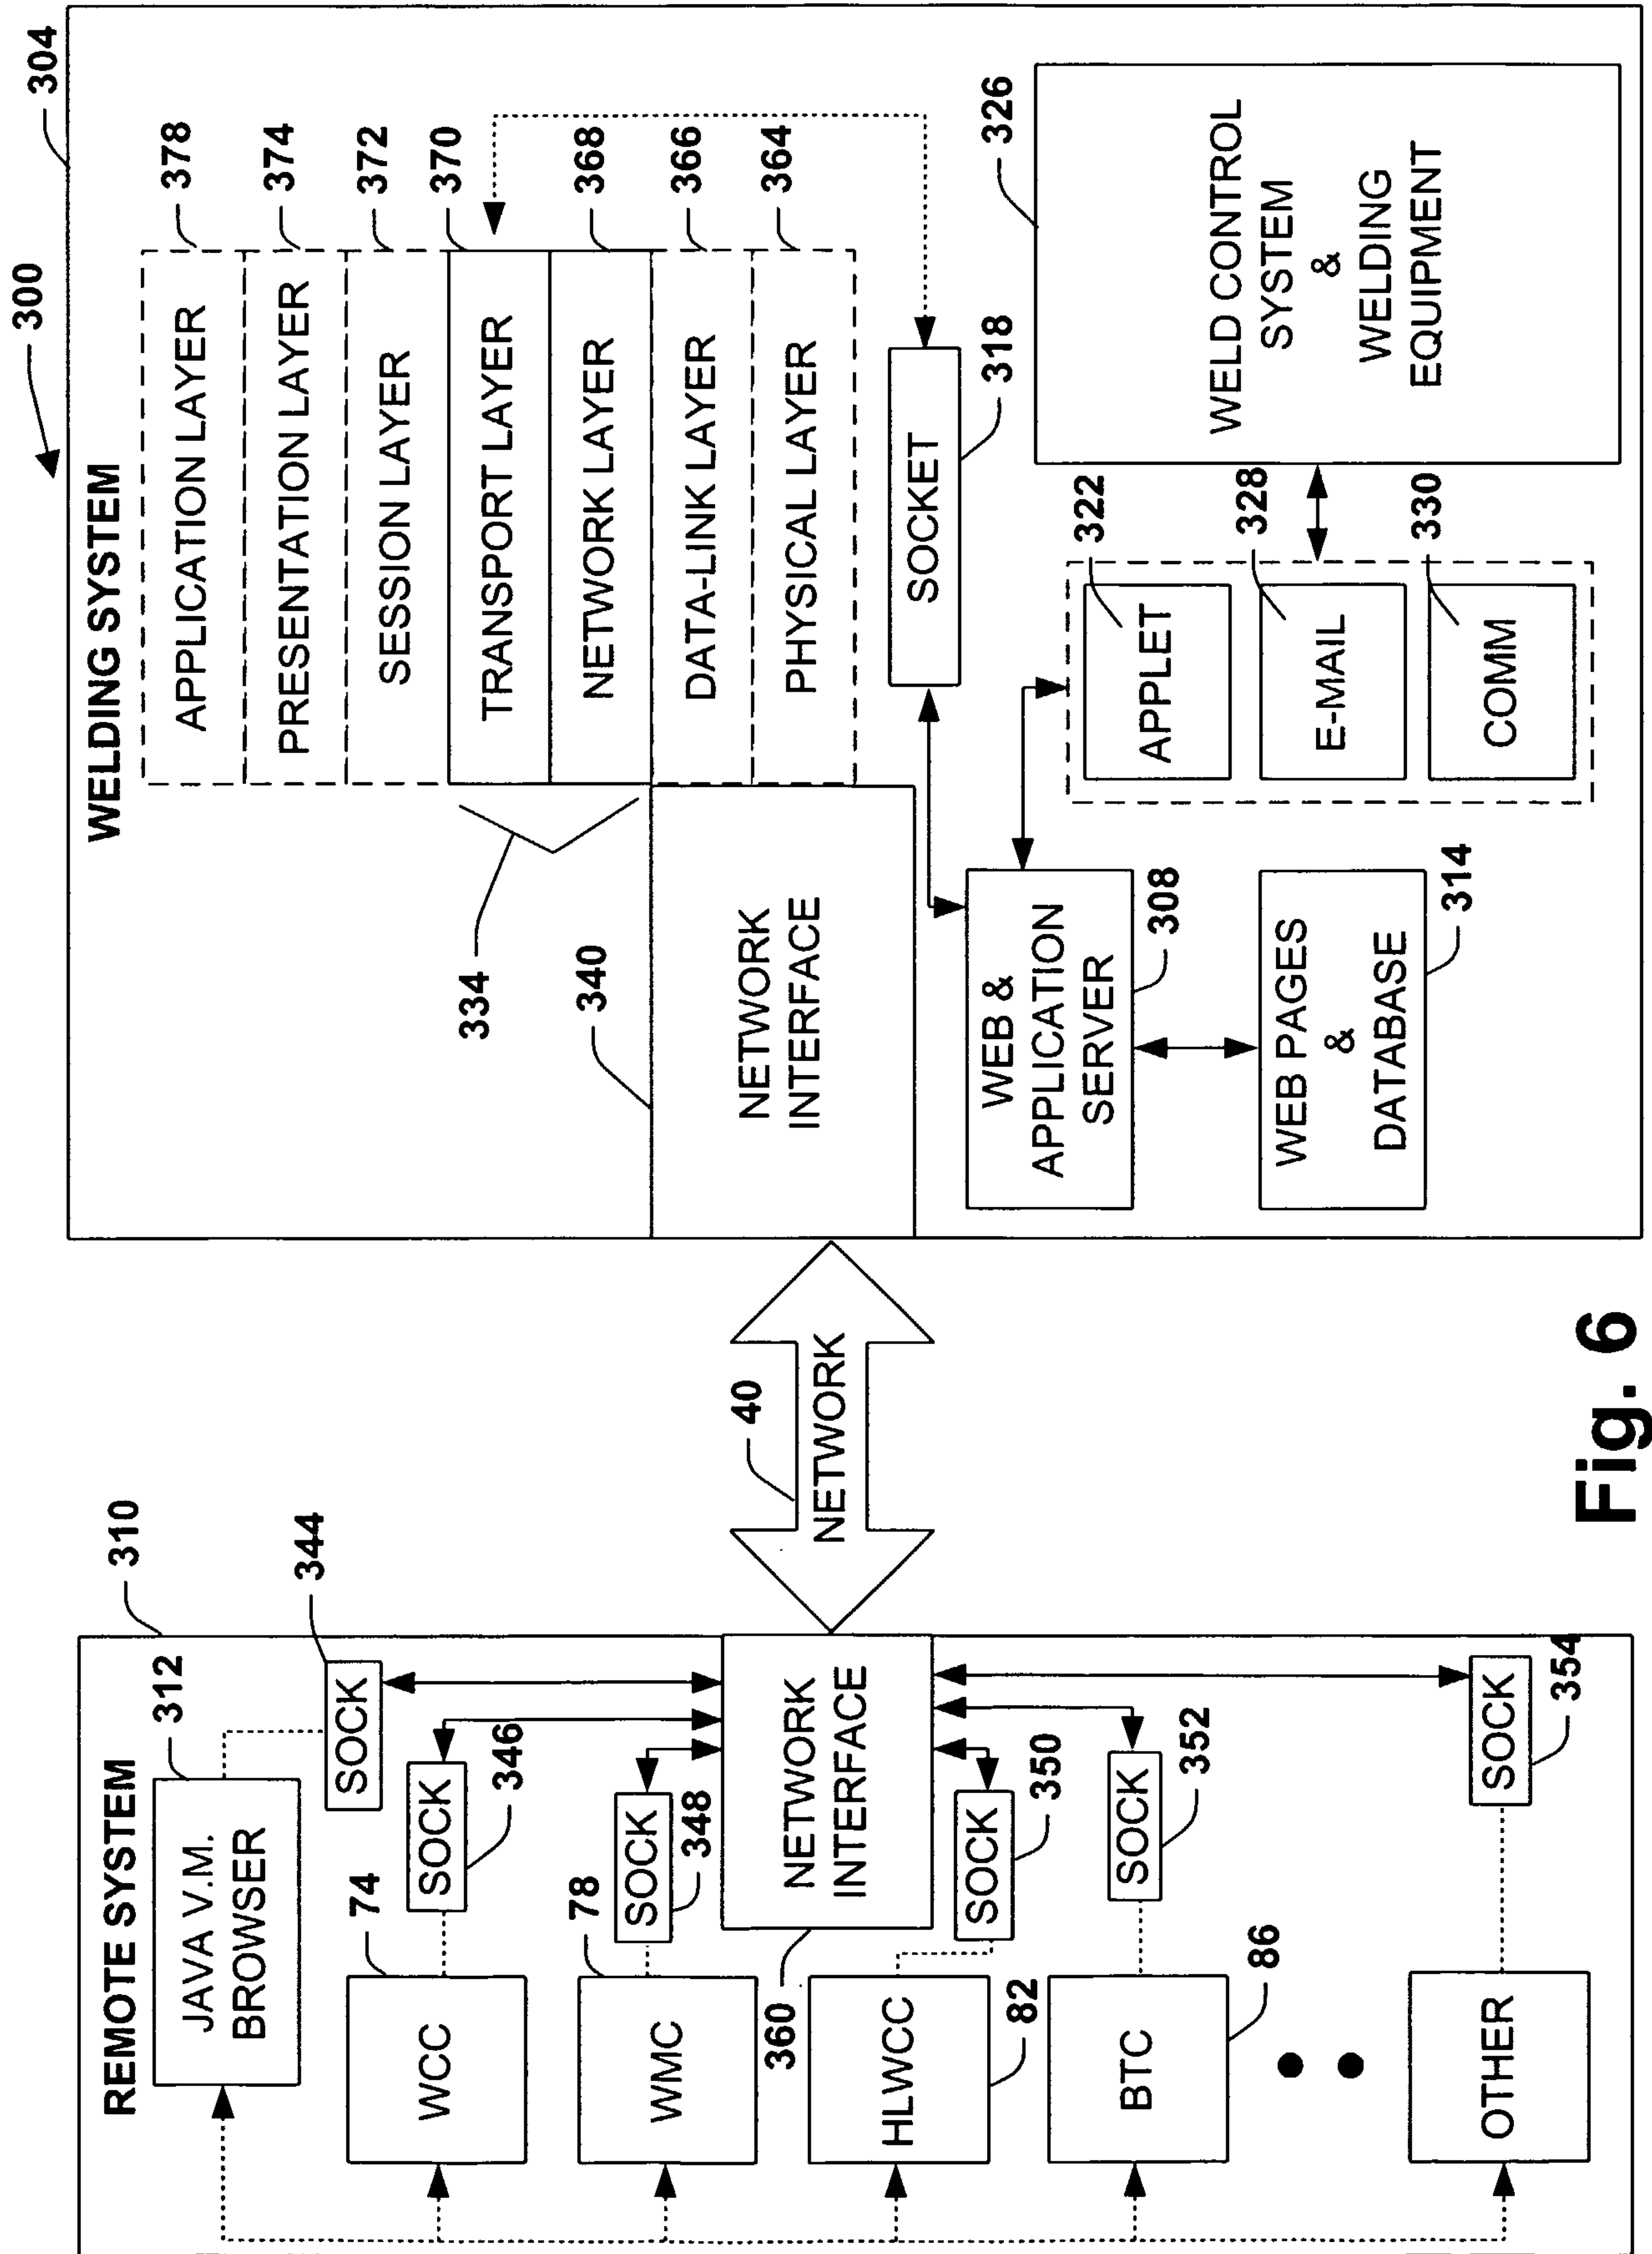 300
304
310
REMOTE SYSTEM
312
JAVA V.M.
BROWSER
344
SOCK
74
WCC
SOCK
346
78
WMC
SOCK
348
360
NETWORK
INTERFACE
HLWCC
82
SOCK
350
BTC
86
SOCK
352
OTHER
SOCK
354
40
NETWORK
WELDING SYSTEM
APPLICATION LAYER
378
PRESENTATION LAYER
374
SESSION LAYER
372
TRANSPORT LAYER
370
NETWORK LAYER
368
DATA-LINK LAYER
366
PHYSICAL LAYER
364
334
340
NETWORK
INTERFACE
SOCKET
318
WEB &
APPLICATION
SERVER
308
WEB PAGES
&
DATABASE
314
APPLET
322
E-MAIL
328
COMM
330
WELD CONTROL
SYSTEM
&
WELDING
EQUIPMENT
326
Fig. 6